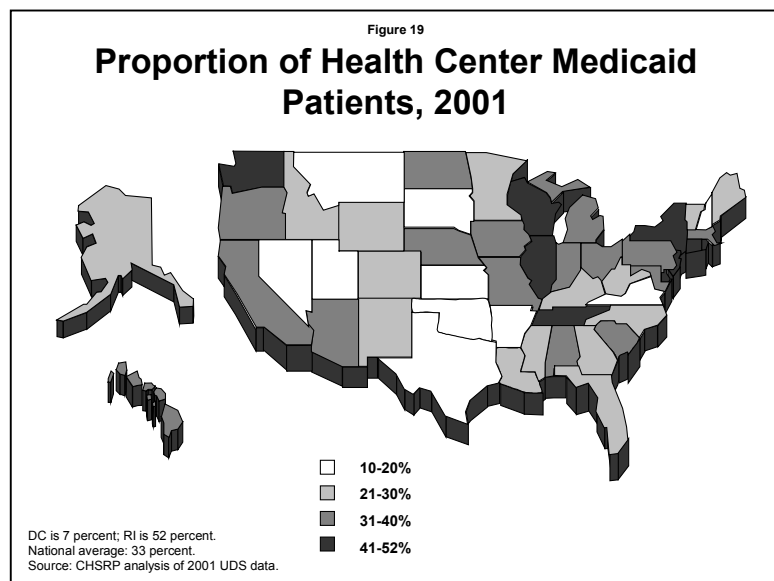 Figure 19
Proportion of Health Center Medicaid
Patients, 2001
10-20%
21-30%
31-40%
41-52%
DC is 7 percent; RI is 52 percent.
National average: 33 percent.
Source: CHSRP analysis of 2001 UDS data.